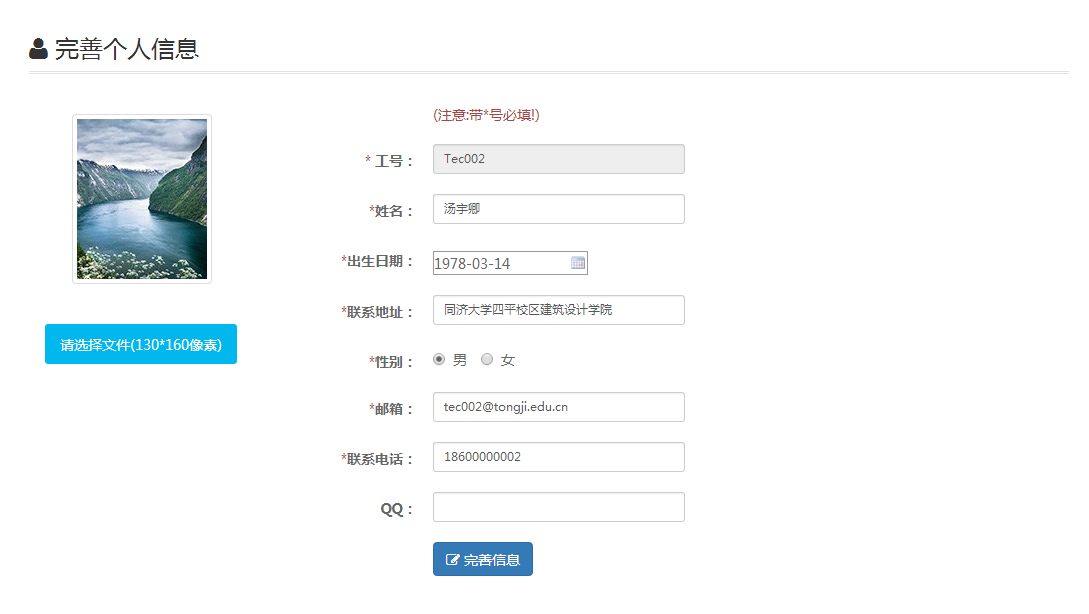 完善个人信息
(注意:带*号必填!)
* 工号： Tec002
*姓名： 汤宇卿
*出生日期： 1978-03-14
*联系地址： 同济大学四平校区建筑设计学院
请选择文件(130*160像素)
*性别： 男 女
*邮箱： tec002@tongji.edu.cn
*联系电话： 18600000002
QQ：
完善信息